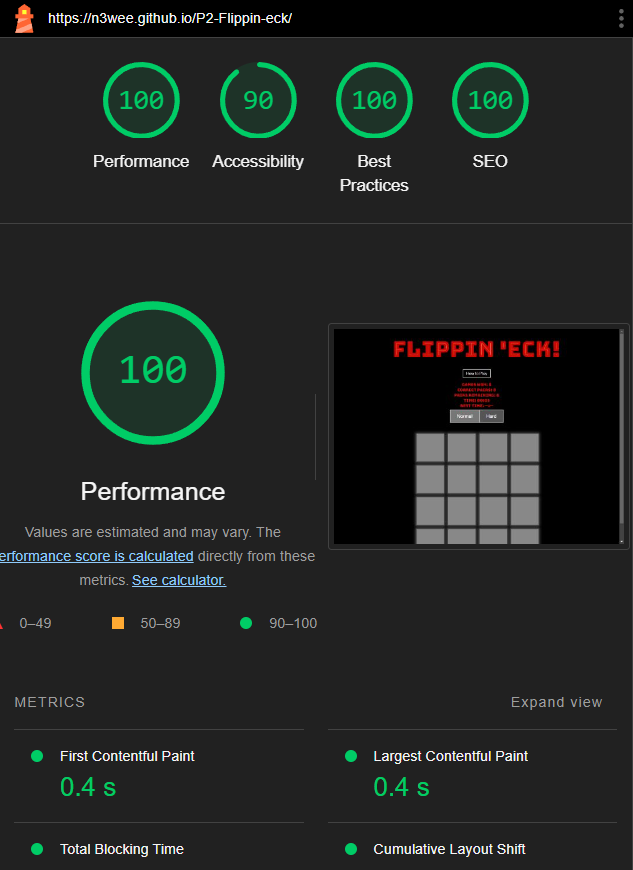 https://n3wee.github.io/P2-Flippin-eck/
100
90
100
100
Performance
Accessibility
Best
Practices
SEO
100
Performance
Values are estimated and may vary. The
erformance score is calculated directly from these
metrics. See calculator.
0–49
50–89
90–100
FLIPPIN 'ECK!
How to Play
Normal
Hard
METRICS
Expand view
First Contentful Paint
0.4 s
Largest Contentful Paint
0.4 s
Total Blocking Time
Cumulative Layout Shift